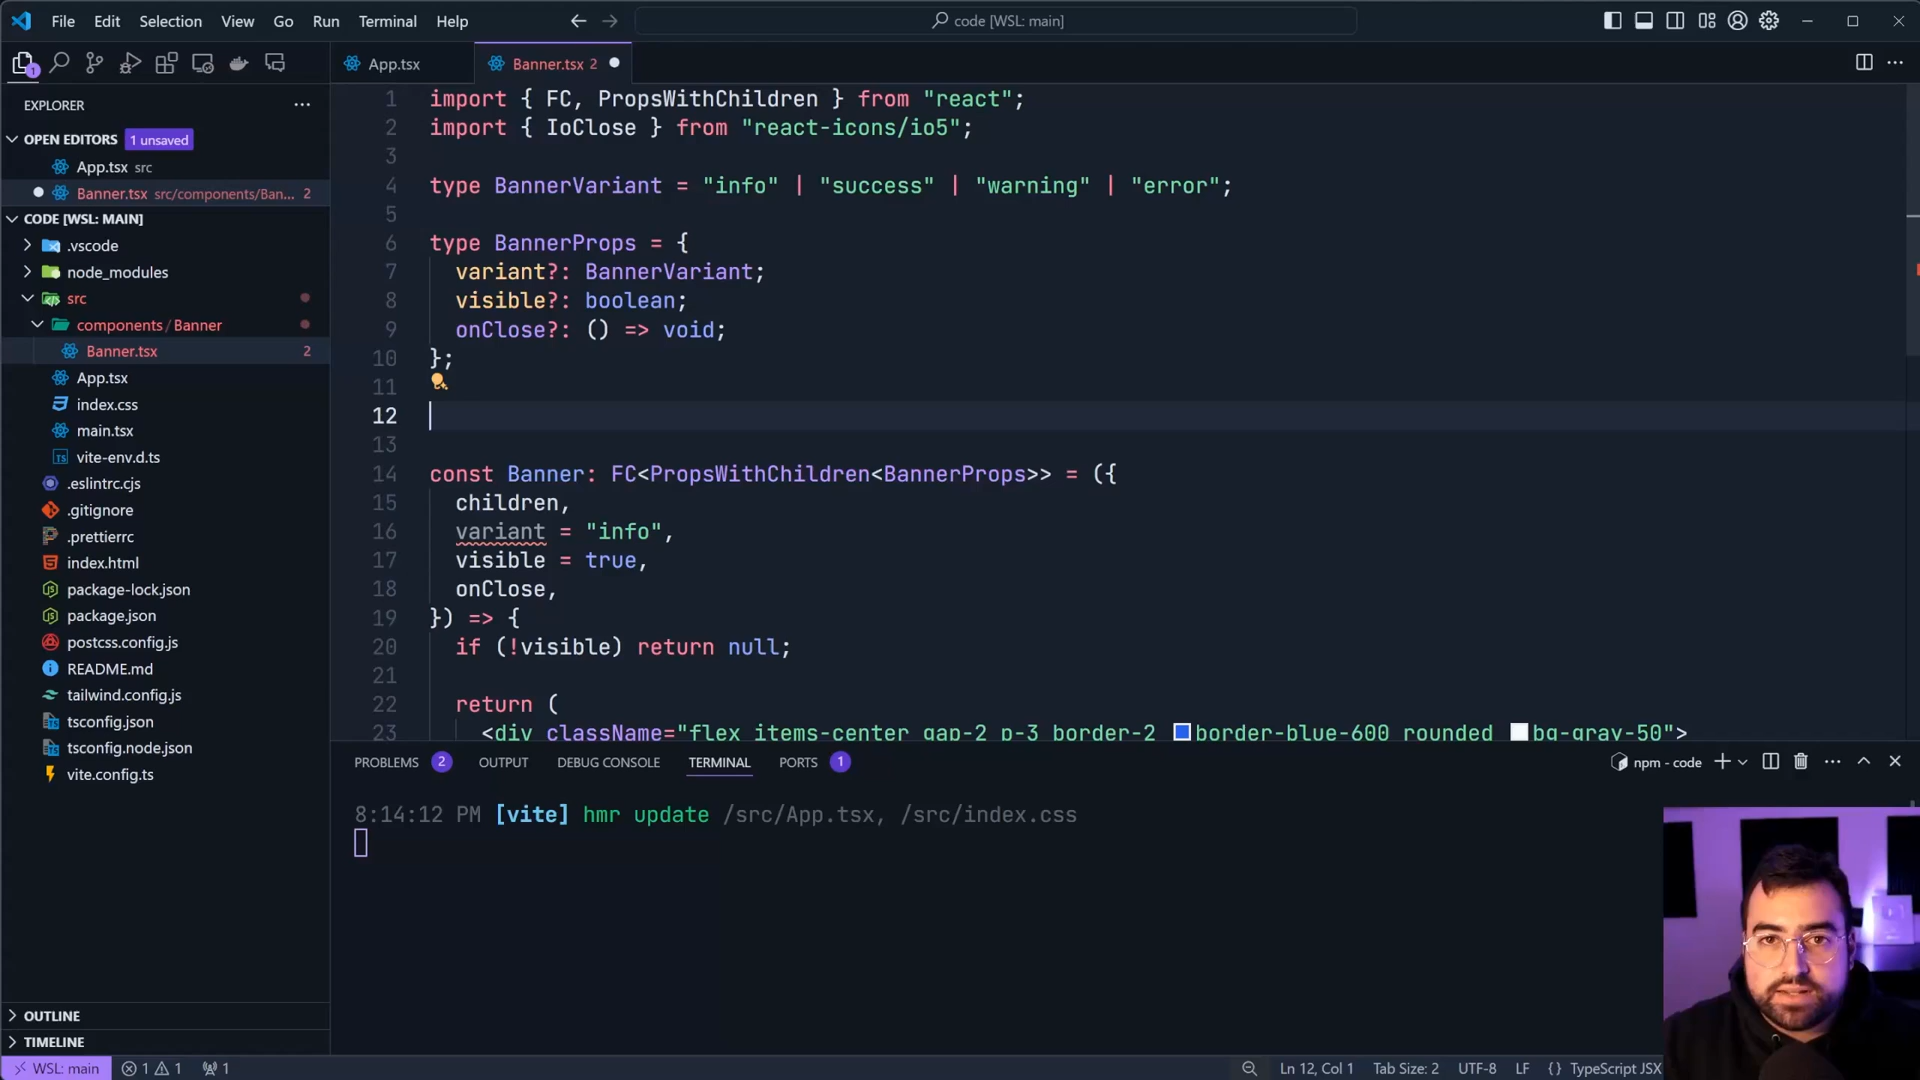 File Edit Selection View Go Run Terminal Help
code [WSL: main]
1
EXPLORER
OPEN EDITORS 1 unsaved
App.tsx src
Banner.tsx src/components/Ban... 2
CODE [WSL: MAIN]
.vscode
node_modules
src
components / Banner
Banner.tsx 2
App.tsx
index.css
main.tsx
vite-env.d.ts
.eslintrc.cjs
.gitignore
.prettierrc
index.html
package-lock.json
package.json
postcss.config.js
README.md
tailwind.config.js
tsconfig.json
tsconfig.node.json
vite.config.ts
OUTLINE
TIMELINE
App.tsx Banner.tsx 2
1 import { FC, PropsWithChildren } from "react";
2 import { IoClose } from "react-icons/io5";
3
4 type BannerVariant = "info" | "success" | "warning" | "error";
5
6 type BannerProps = {
7 variant?: BannerVariant;
8 visible?: boolean;
9 onClose?: () => void;
10 };
11
12
13
14 const Banner: FC<PropsWithChildren<BannerProps>> = ({
15 children,
16 variant = "info",
17 visible = true,
18 onClose,
19 }) => {
20 if (!visible) return null;
21
22 return (
23 <div className="flex items-center gap-2 p-3 border-2 border-blue-600 rounded bg-gray-50">
PROBLEMS 2 OUTPUT DEBUG CONSOLE TERMINAL PORTS 1
npm - code
8:14:12 PM [vite] hmr update /src/App.tsx, /src/index.css
WSL: main 1 1 1
Ln 12, Col 1 Tab Size: 2 UTF-8 LF {} TypeScript JSX